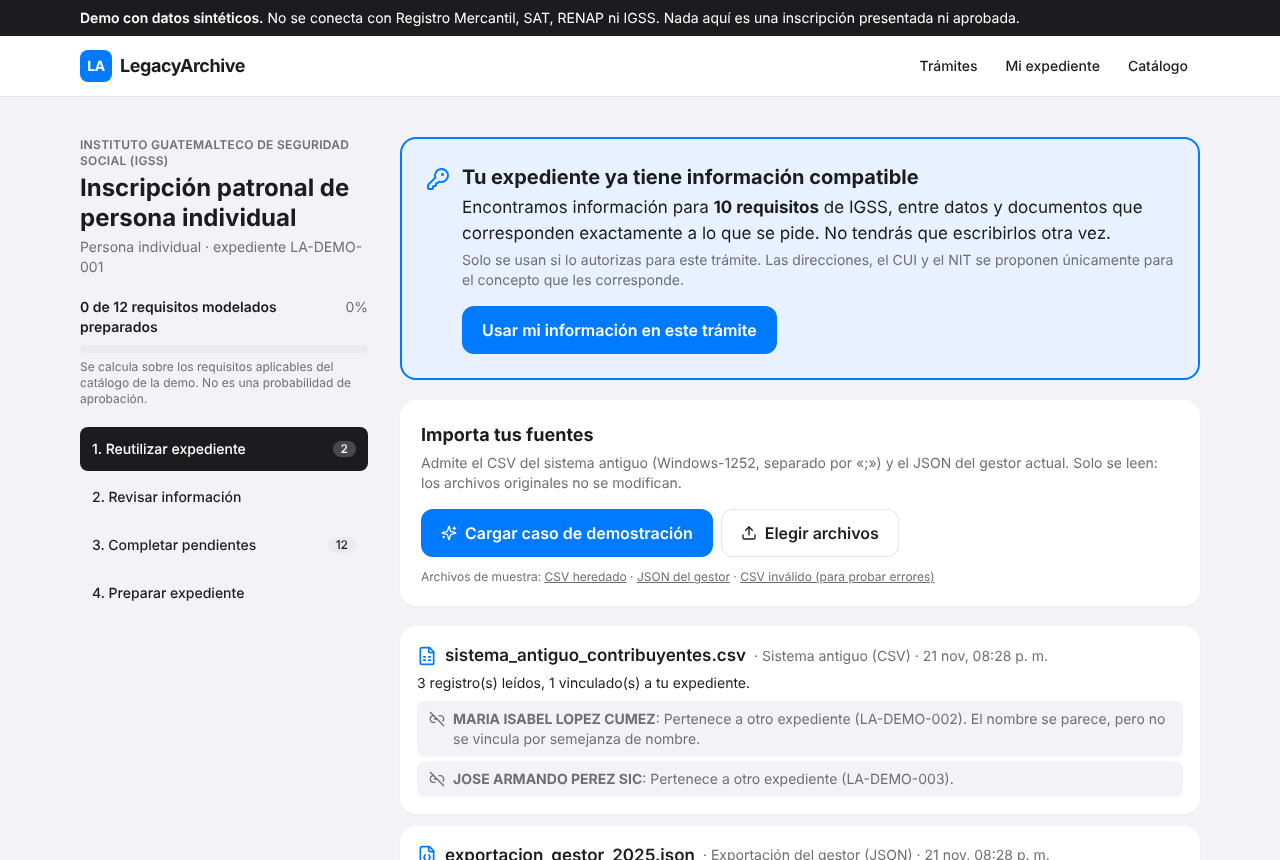 Demo con datos sintéticos. No se conecta con Registro Mercantil, SAT, RENAP ni IGSS. Nada aquí es una inscripción presentada ni aprobada.
LA LegacyArchive
Trámites
Mi expediente
Catálogo
INSTITUTO GUATEMALTECO DE SEGURIDAD
SOCIAL (IGSS)
Inscripción patronal de
persona individual
Persona individual · expediente LA-DEMO-
001
0 de 12 requisitos modelados
preparados
0%
Se calcula sobre los requisitos aplicables del
catálogo de la demo. No es una probabilidad de
aprobación.
1. Reutilizar expediente 2
2. Revisar información
3. Completar pendientes 12
4. Preparar expediente
Tu expediente ya tiene información compatible
Encontramos información para 10 requisitos de IGSS, entre datos y documentos que
corresponden exactamente a lo que se pide. No tendrás que escribirlos otra vez.
Solo se usan si lo autorizas para este trámite. Las direcciones, el CUI y el NIT se proponen únicamente para
el concepto que les corresponde.
Usar mi información en este trámite
Importa tus fuentes
Admite el CSV del sistema antiguo (Windows-1252, separado por «;») y el JSON del gestor actual. Solo se leen:
los archivos originales no se modifican.
Cargar caso de demostración
Elegir archivos
Archivos de muestra: CSV heredado · JSON del gestor · CSV inválido (para probar errores)
sistema_antiguo_contribuyentes.csv · Sistema antiguo (CSV) · 21 nov, 08:28 p. m.
3 registro(s) leídos, 1 vinculado(s) a tu expediente.
MARIA ISABEL LOPEZ CUMEZ: Pertenece a otro expediente (LA-DEMO-002). El nombre se parece, pero no
se vincula por semejanza de nombre.
JOSE ARMANDO PEREZ SIC: Pertenece a otro expediente (LA-DEMO-003).
exportacion_gestor_2025.json · Exportación del gestor (JSON) · 21 nov, 08:28 p. m.